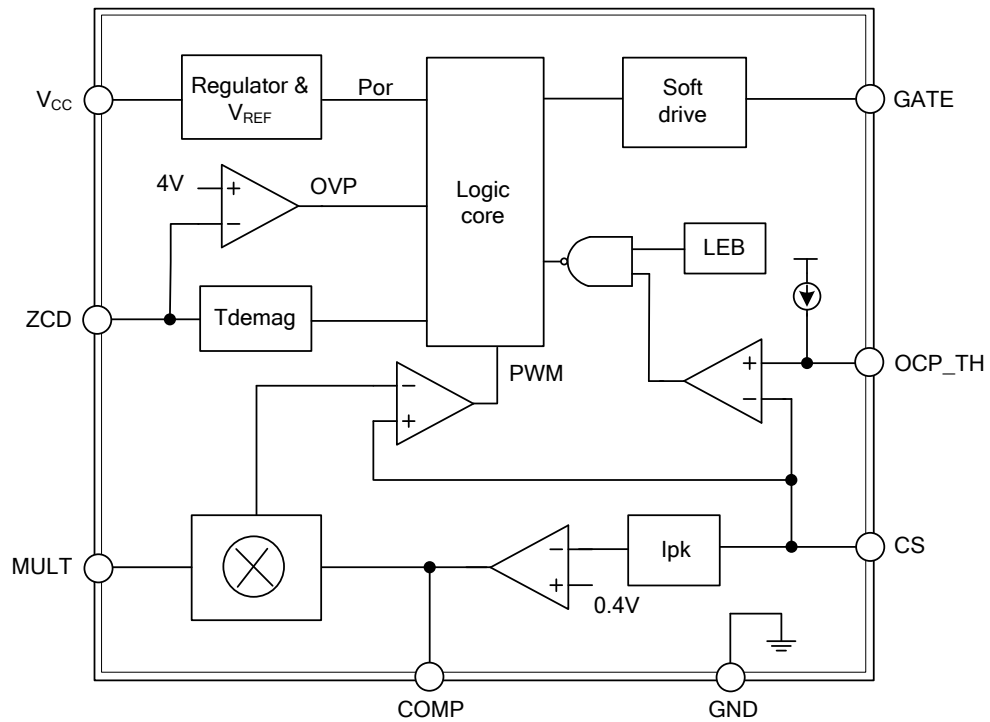 VCC
Regulator &
VREF
Por
Logic
core
Soft
drive
GATE
4V
+
−
OVP
LEB
ZCD
Tdemag
PWM
−
+
+
−
OCP_TH
MULT
−
+
0.4V
Ipk
CS
COMP
GND